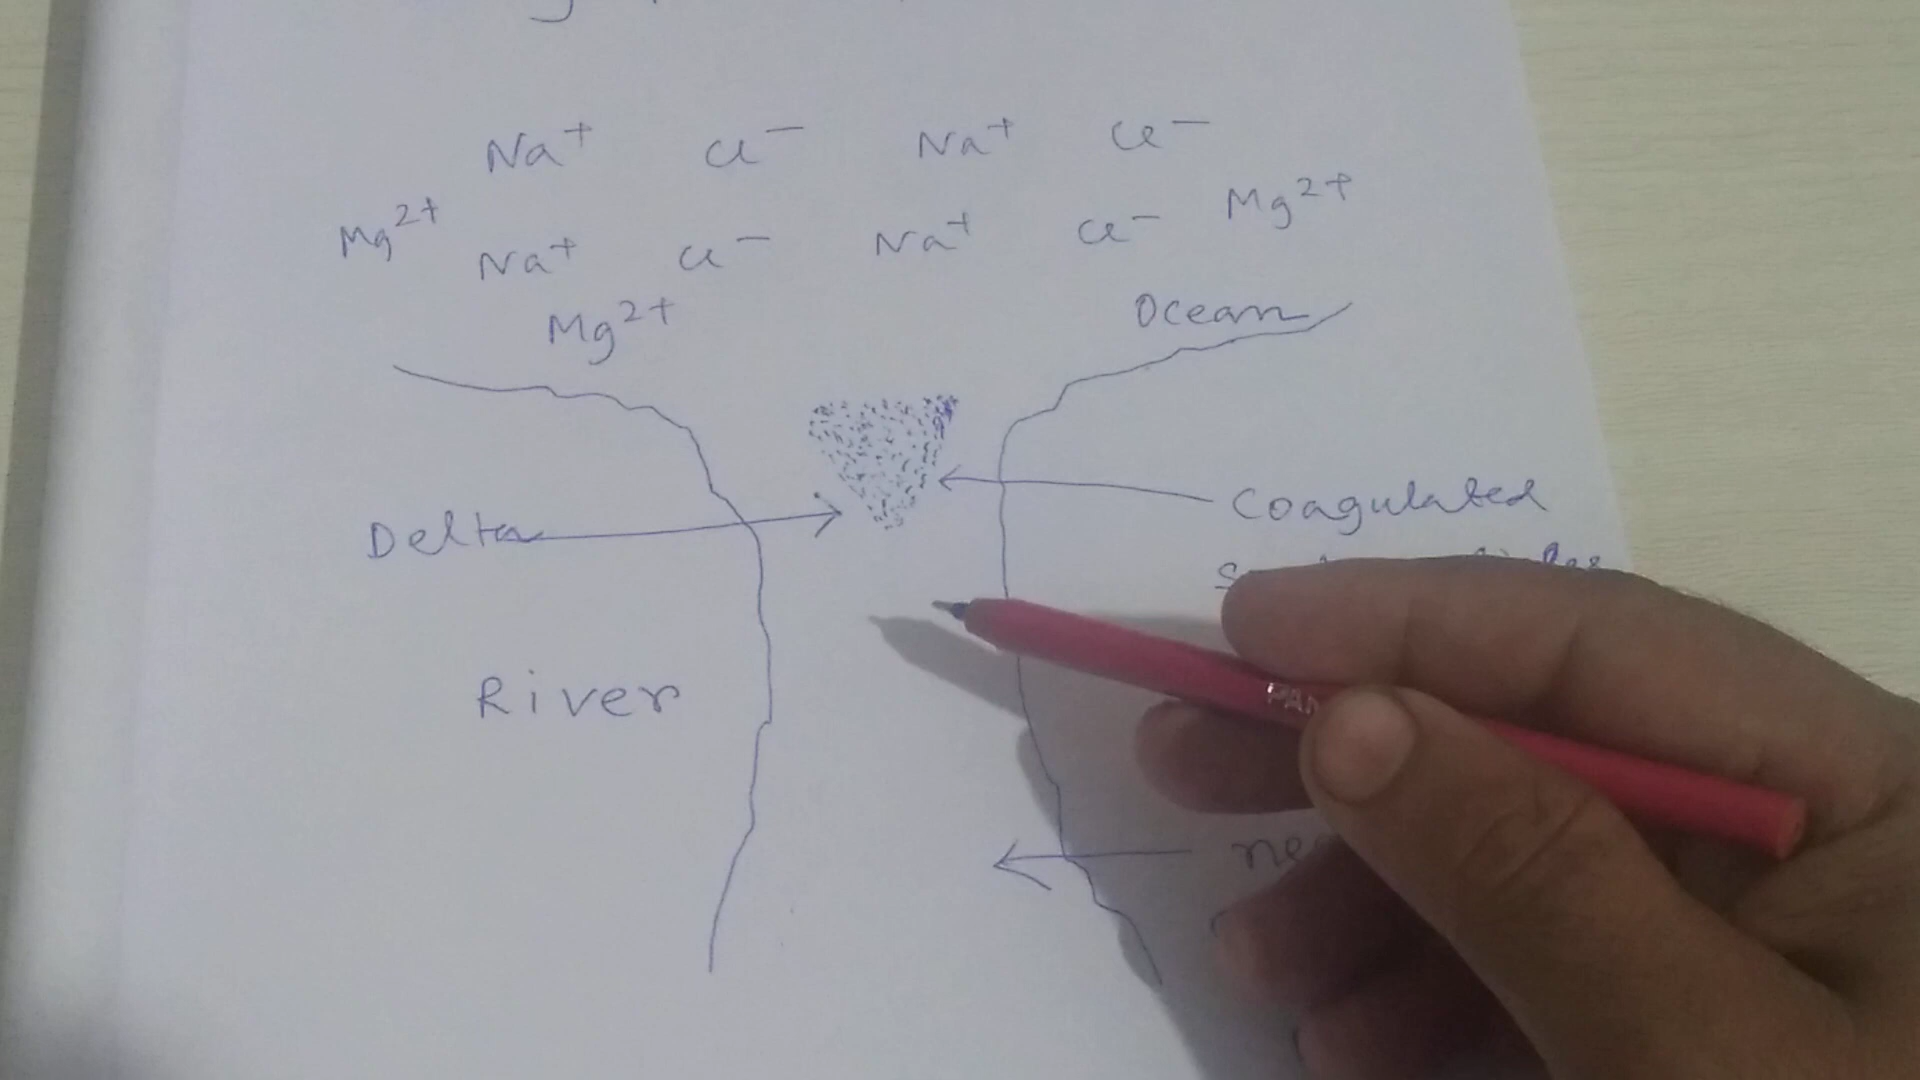 Na+ Cl- Na+ Cl-
Mg2+ Na+ Cl- Na+ Cl- Mg2+
Mg2+
Ocean
Coagulated
Delta
River